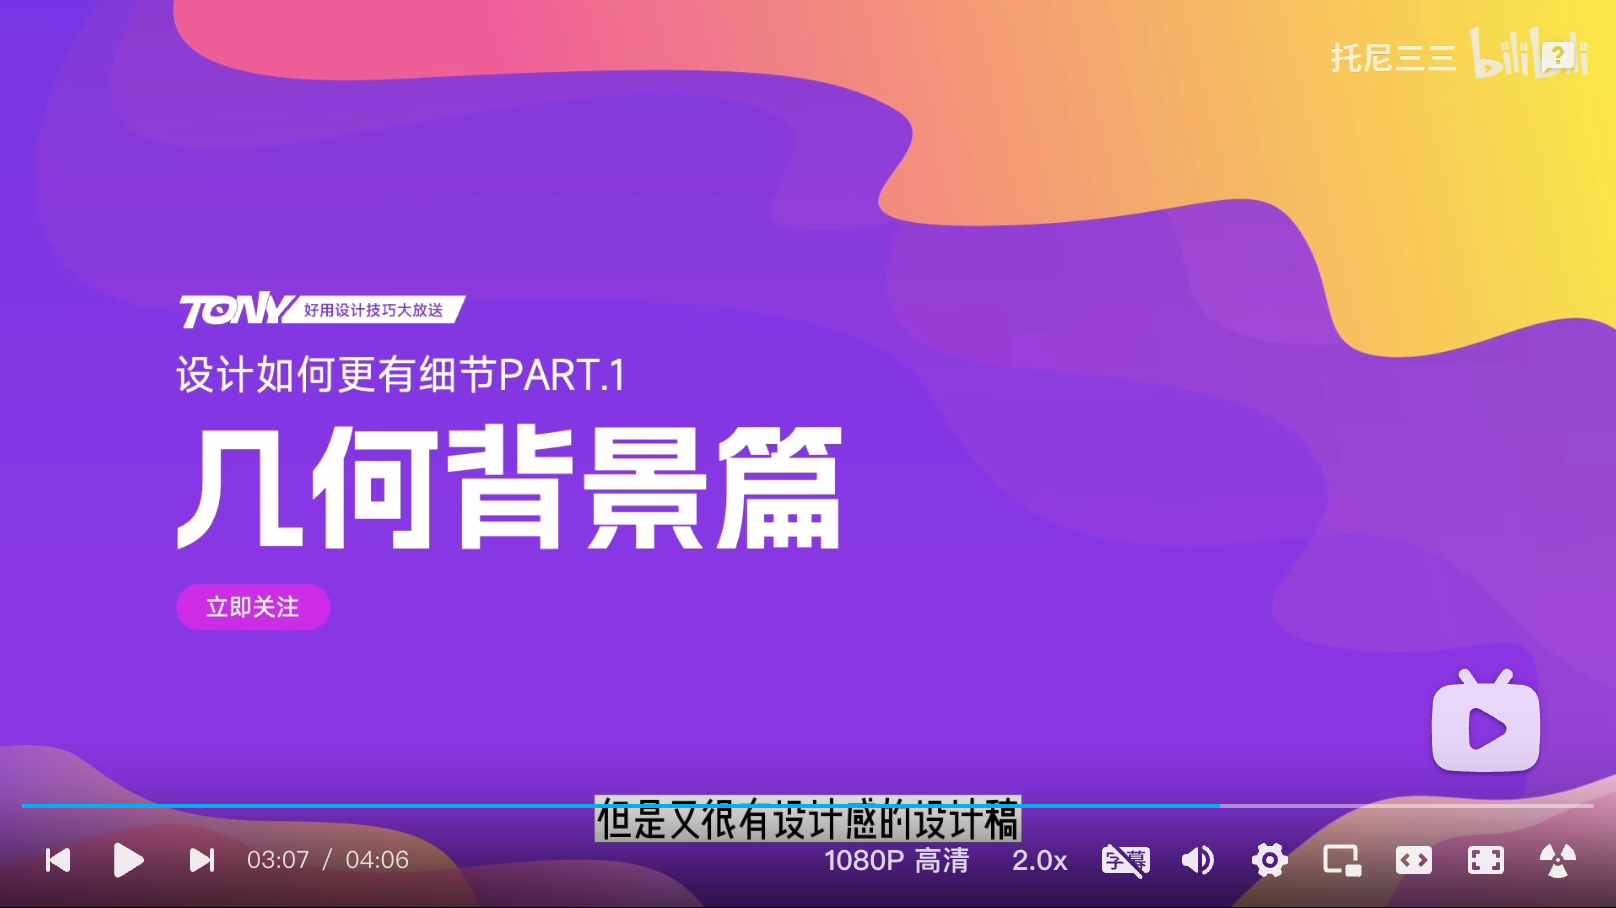 托尼三三 bilibili
TONY 好用设计技巧大放送
设计如何更有细节PART.1
几何背景篇
立即关注
但是又很有设计感的设计稿
03:07 / 04:06 1080P 高清 2.0x 字幕